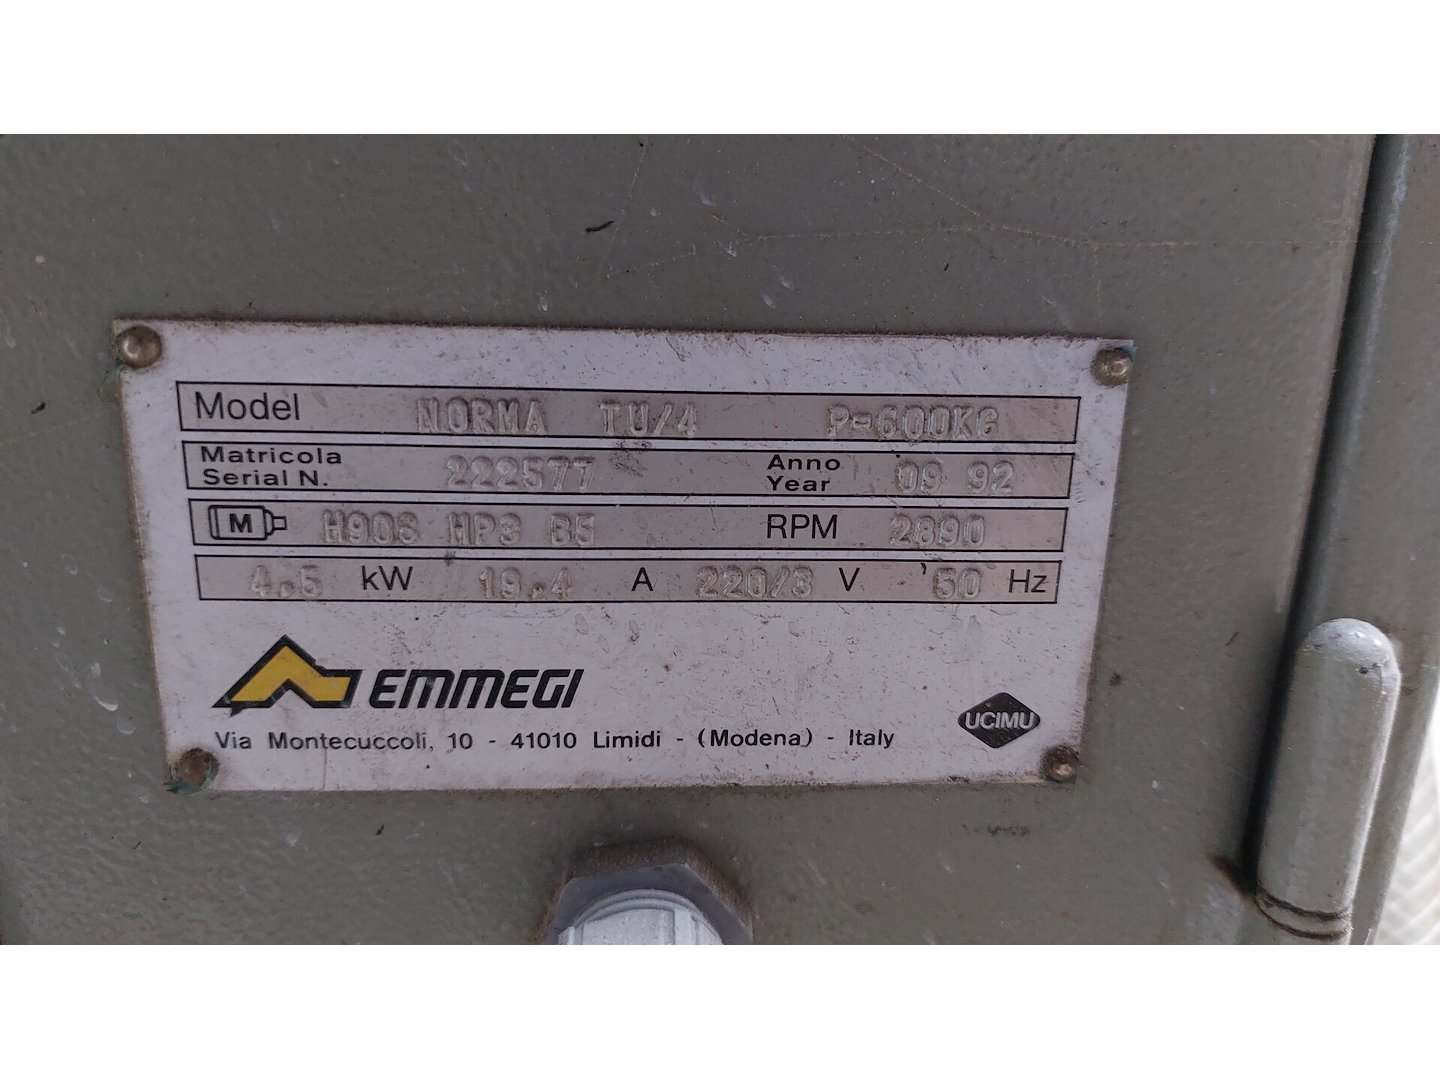 Model NORMA TU/4 P-600KG
Matricola
Serial N. 222577 Anno
Year 09 92
M H90S HP3 B5 RPM 2890
4.5 kW 19.4 A 220/3 V 50 Hz
EMMEGI
UCIMU
Via Montecuccoli, 10 - 41010 Limidi - (Modena) - Italy